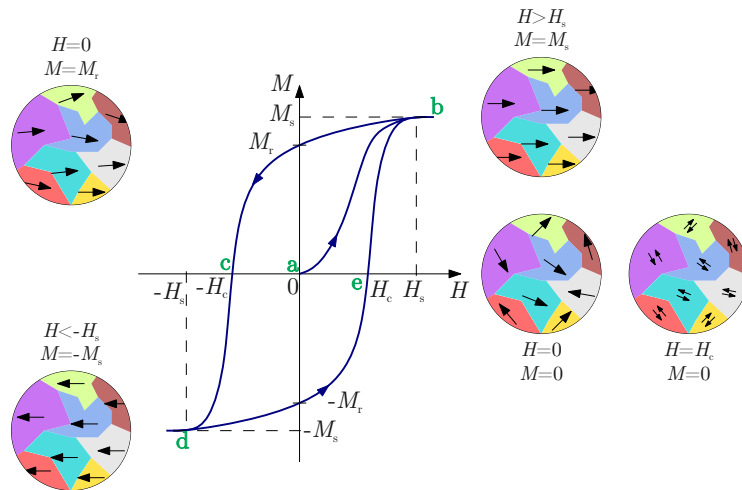 H>Hs
M=Ms
H=0
M=Mr
M
Ms
b
Mr
c
a
e
-Hs
-Hc
0
Hc
Hs
H
H<-Hs
M=-Ms
H=0
M=0
H=Hc
M=0
-Mr
d
-Ms